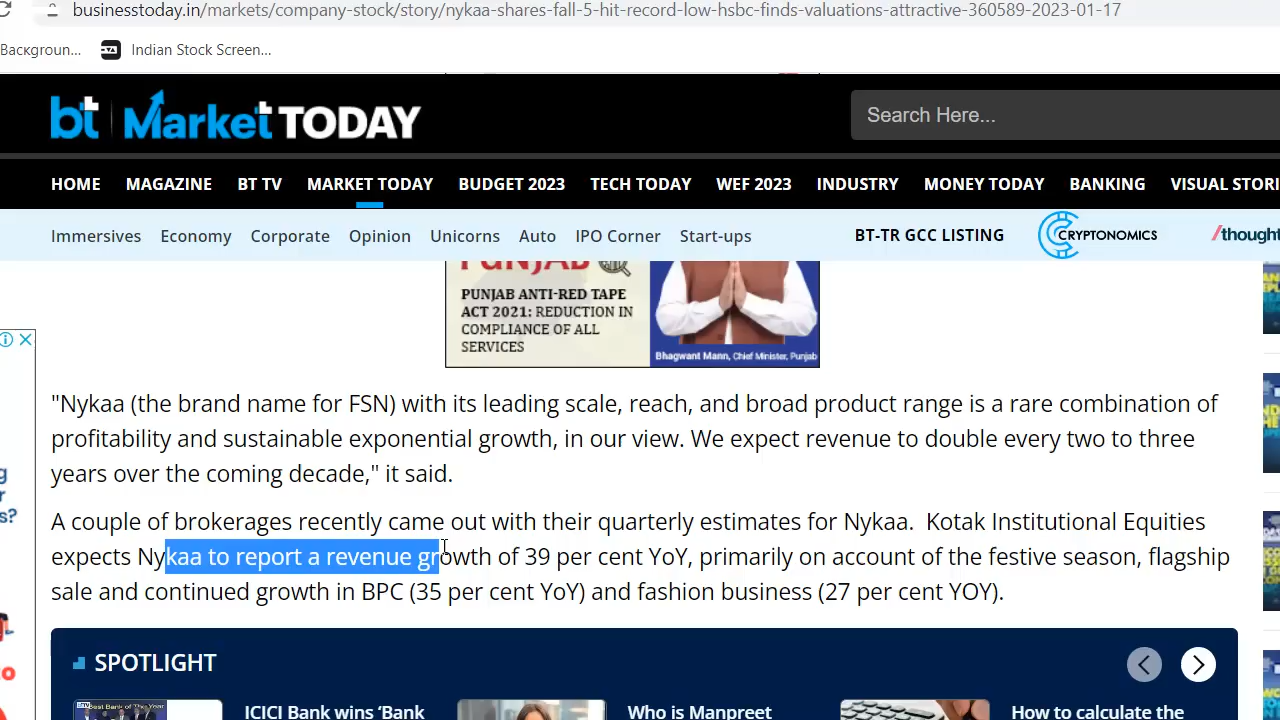 businesstoday.in/markets/company-stock/story/nykaa-shares-fall-5-hit-record-low-hsbc-finds-valuations-attractive-360589-2023-01-17
Backgroun... Indian Stock Screen...
bt Market TODAY
Search Here...
HOME MAGAZINE BT TV MARKET TODAY BUDGET 2023 TECH TODAY WEF 2023 INDUSTRY MONEY TODAY BANKING VISUAL STORI
Immersives Economy Corporate Opinion Unicorns Auto IPO Corner Start-ups BT-TR GCC LISTING CRYPTONOMICS /thought
PUNJAB
PUNJAB ANTI-RED TAPE
ACT 2021: REDUCTION IN
COMPLIANCE OF ALL
SERVICES
Bhagwant Mann, Chief Minister, Punjab
"Nykaa (the brand name for FSN) with its leading scale, reach, and broad product range is a rare combination of
profitability and sustainable exponential growth, in our view. We expect revenue to double every two to three
years over the coming decade," it said.
A couple of brokerages recently came out with their quarterly estimates for Nykaa. Kotak Institutional Equities
expects Nykaa to report a revenue growth of 39 per cent YoY, primarily on account of the festive season, flagship
sale and continued growth in BPC (35 per cent YoY) and fashion business (27 per cent YOY).
SPOTLIGHT
ICICI Bank wins ‘Bank
Who is Manpreet
How to calculate the